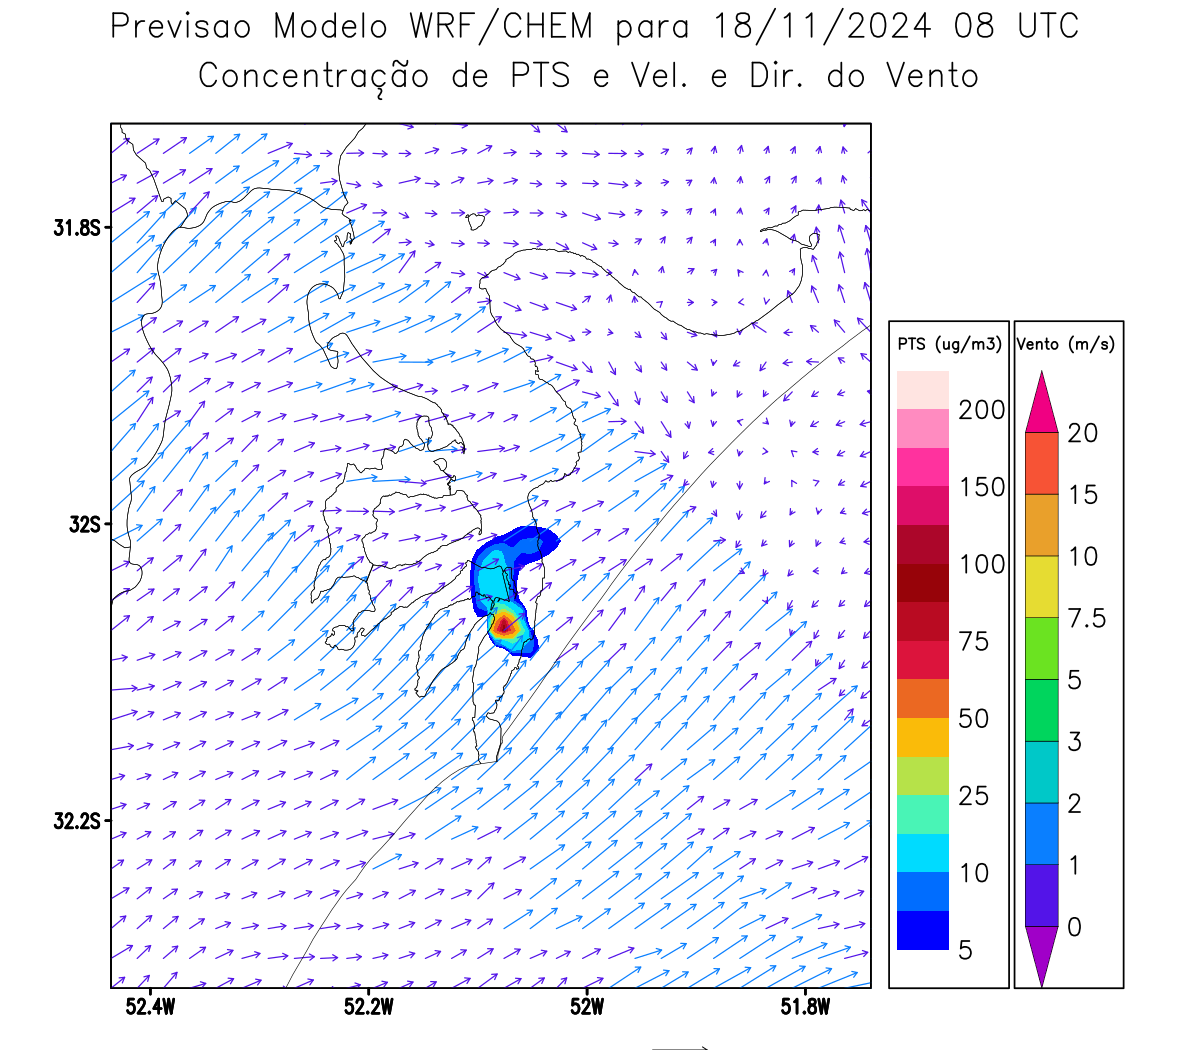 Previsao Modelo WRF/CHEM para 18/11/2024 08 UTC
Concentração de PTS e Vel. e Dir. do Vento
31.8S
32S
32.2S
52.4W
52.2W
52W
51.8W
PTS (ug/m3)
200
150
100
75
50
25
10
5
Vento (m/s)
20
15
10
7.5
5
3
2
1
0